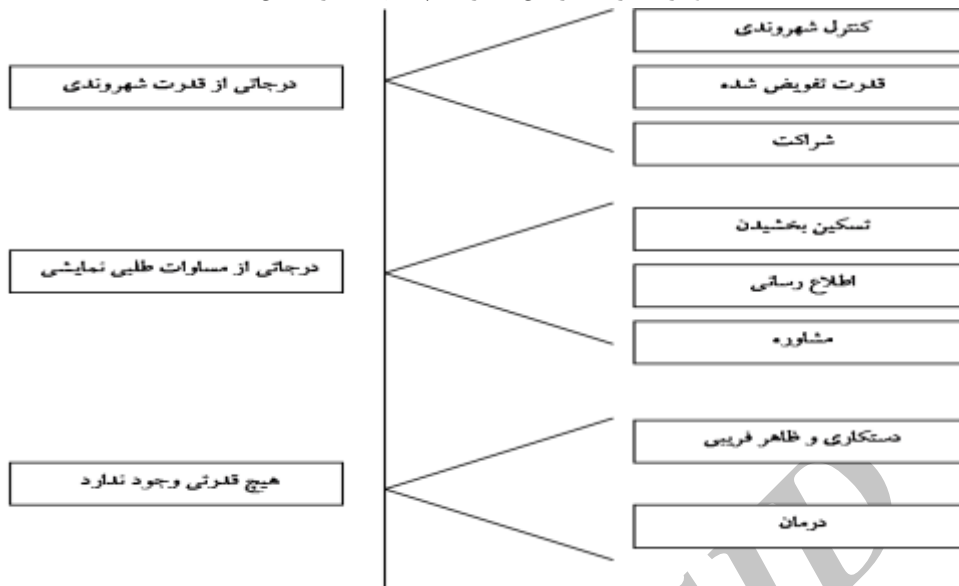 کنترل شهروندی
درجاتی از قدرت شهروندی
قدرت تفویض شده
شراکت
تسکین بخشیدن
درجاتی از مساوات طلبی نمایشی
اطلاع رسانی
مشاوره
دستکاری و ظاهر فریبی
هیچ قدرتی وجود ندارد
درمان